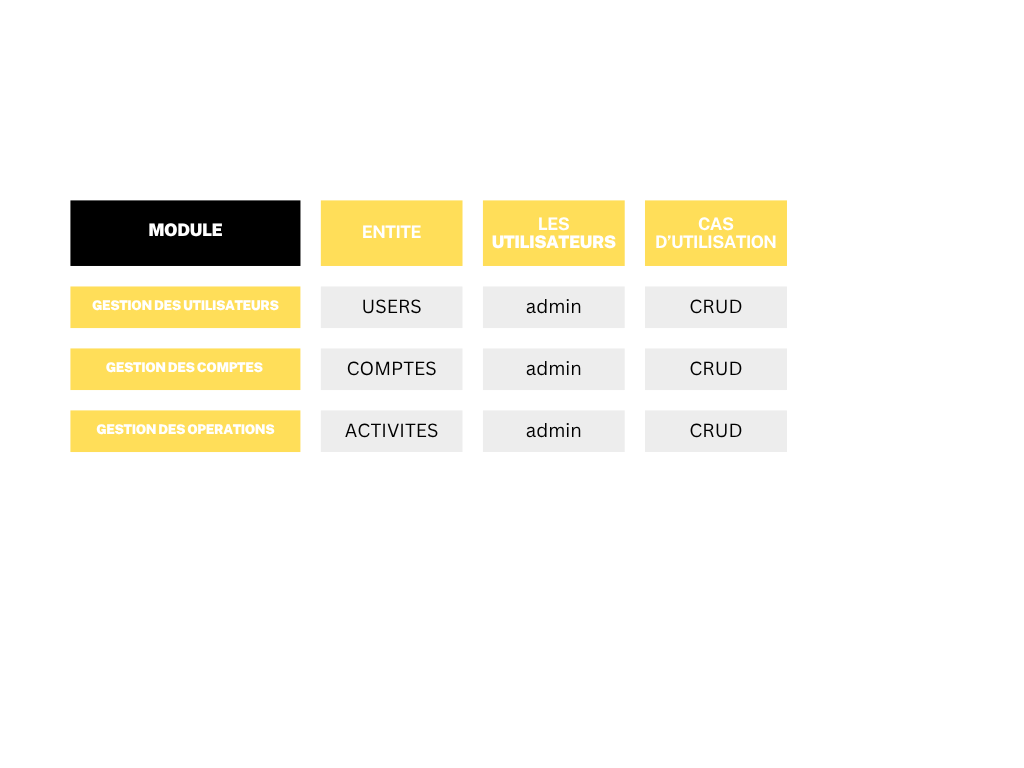 MODULE
ENTITE
LES
UTILISATEURS
CAS
D'UTILISATION
GESTION DES UTILISATEURS
USERS
admin
CRUD
GESTION DES COMPTES
COMPTES
admin
CRUD
GESTION DES OPERATIONS
ACTIVITES
admin
CRUD